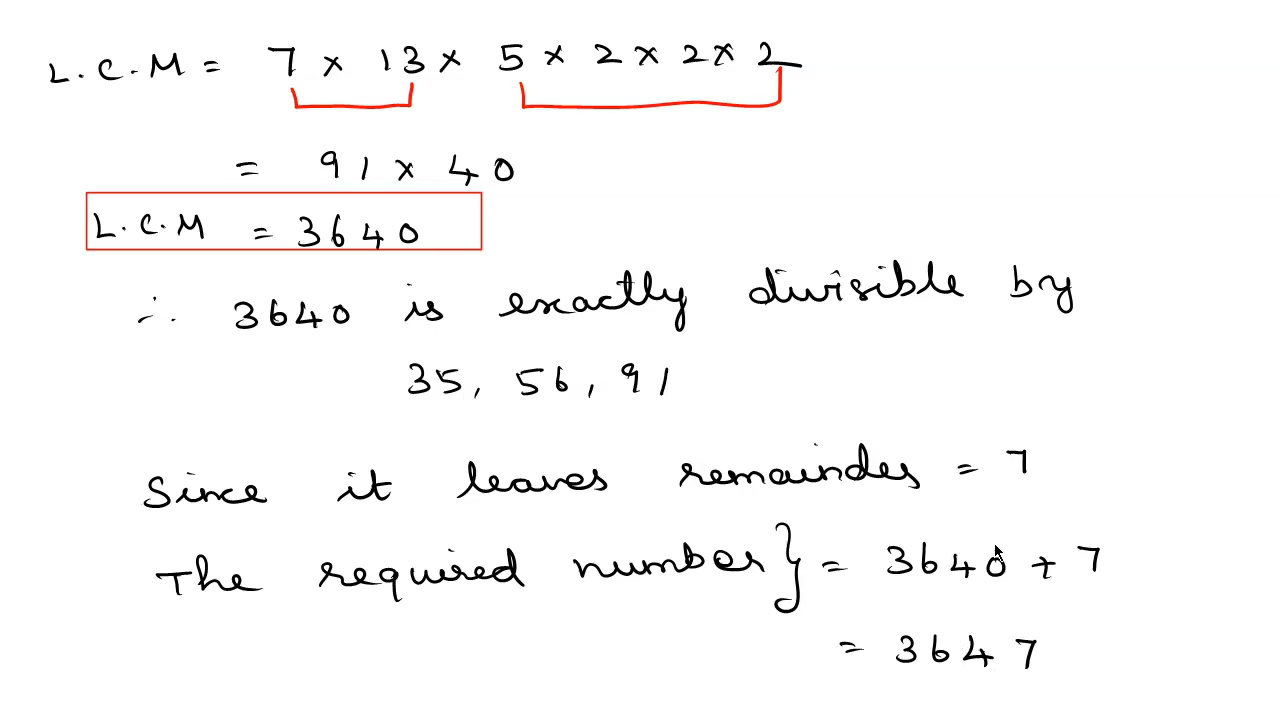 L.C.M = 7 × 13 × 5 × 2 × 2 × 2
= 91 × 40
L.C.M = 3640
∴ 3640 is exactly divisible by
35, 56, 91
Since it leaves remainder = 7
The required number } = 3640 + 7
= 3647